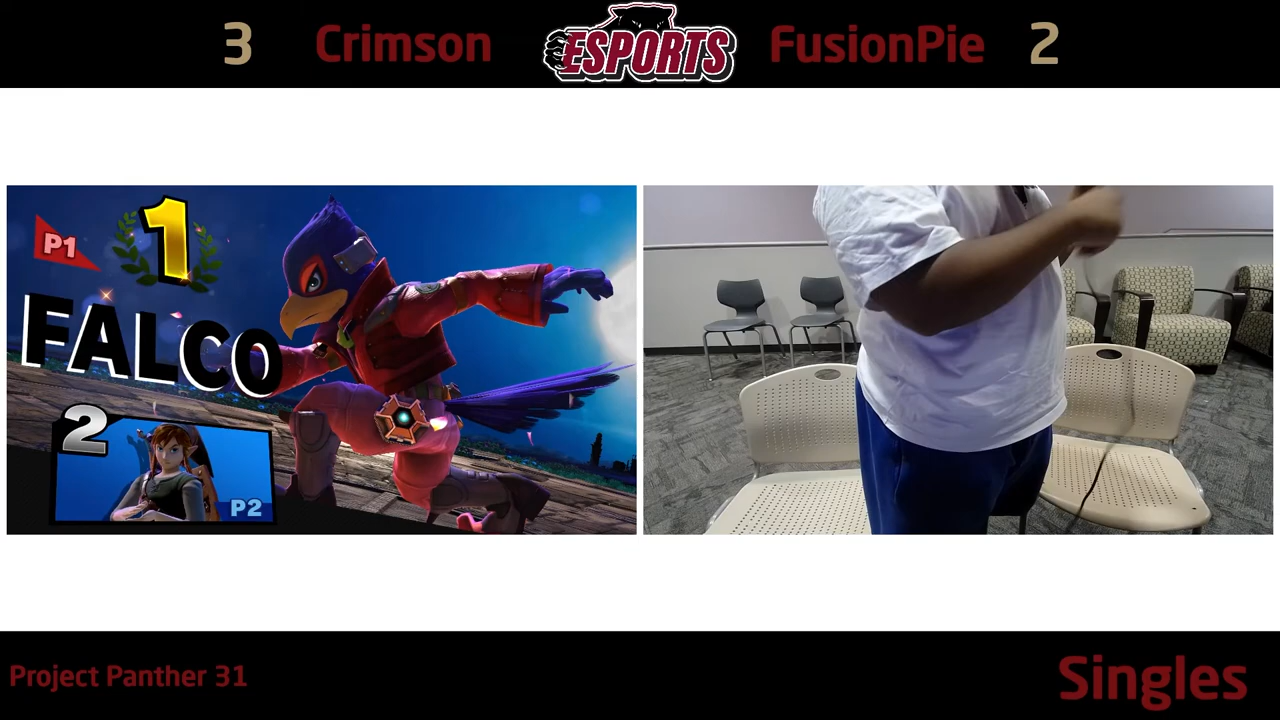 3 Crimson ESPORTS FusionPie 2
P1
1
FALCO
2
P2
Project Panther 31
Singles